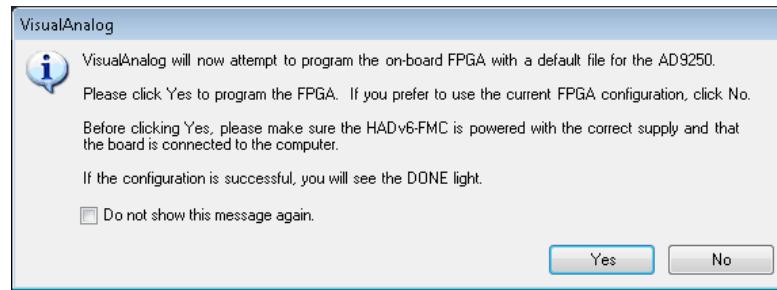 VisualAnalog
VisualAnalog will now attempt to program the on-board FPGA with a default file for the AD9250.
Please click Yes to program the FPGA. If you prefer to use the current FPGA configuration, click No.
Before clicking Yes, please make sure the HADv6-FMC is powered with the correct supply and that
the board is connected to the computer.
If the configuration is successful, you will see the DONE light.
Do not show this message again.
Yes No